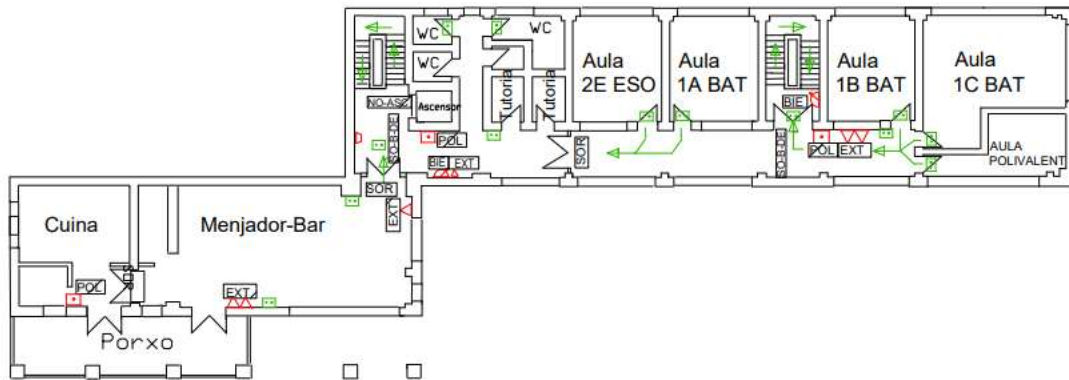 WC
WC
WC
Tutoria
Tutoria
Aula
2E ESO
Aula
1A BAT
Aula
1B BAT
Aula
1C BAT
NO-ASC
Ascensor
BIE
SO-B-DE
POL
SOR
SO-B-DE
POL
EXT
AULA
POLIVALENT
BIE
EXT
SOR
EXT
Cuina
Menjador-Bar
POL
EXT
Porxo